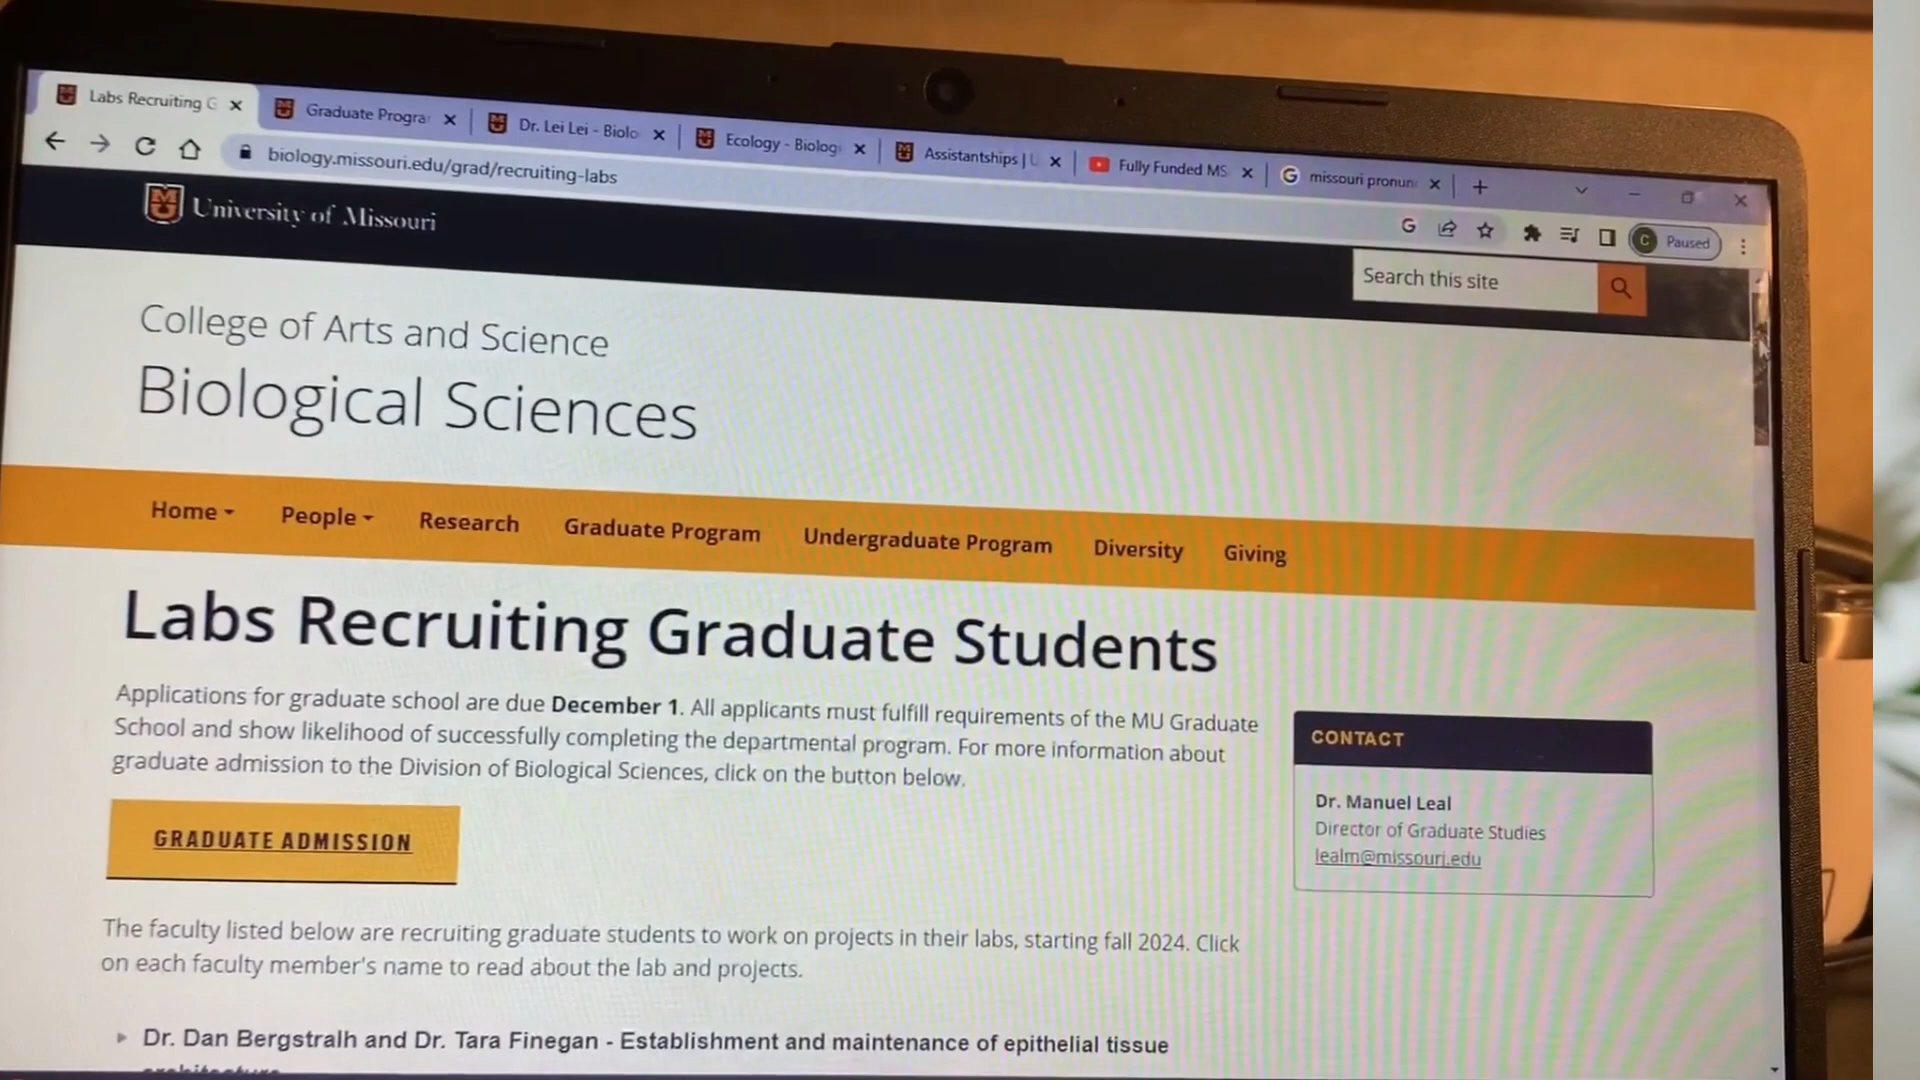 Labs Recruiting G
Graduate Progra
Dr. Lei Lei - Biolo
Ecology - Biolog
Assistantships | U
Fully Funded MS
missouri pronun
biology.missouri.edu/grad/recruiting-labs
G
C Paused
University of Missouri
Search this site
College of Arts and Science
Biological Sciences
Home
People
Research
Graduate Program
Undergraduate Program
Diversity
Giving
Labs Recruiting Graduate Students
Applications for graduate school are due December 1. All applicants must fulfill requirements of the MU Graduate
School and show likelihood of successfully completing the departmental program. For more information about
graduate admission to the Division of Biological Sciences, click on the button below.
GRADUATE ADMISSION
CONTACT
Dr. Manuel Leal
Director of Graduate Studies
lealm@missouri.edu
The faculty listed below are recruiting graduate students to work on projects in their labs, starting fall 2024. Click
on each faculty member's name to read about the lab and projects.
Dr. Dan Bergstralh and Dr. Tara Finegan - Establishment and maintenance of epithelial tissue